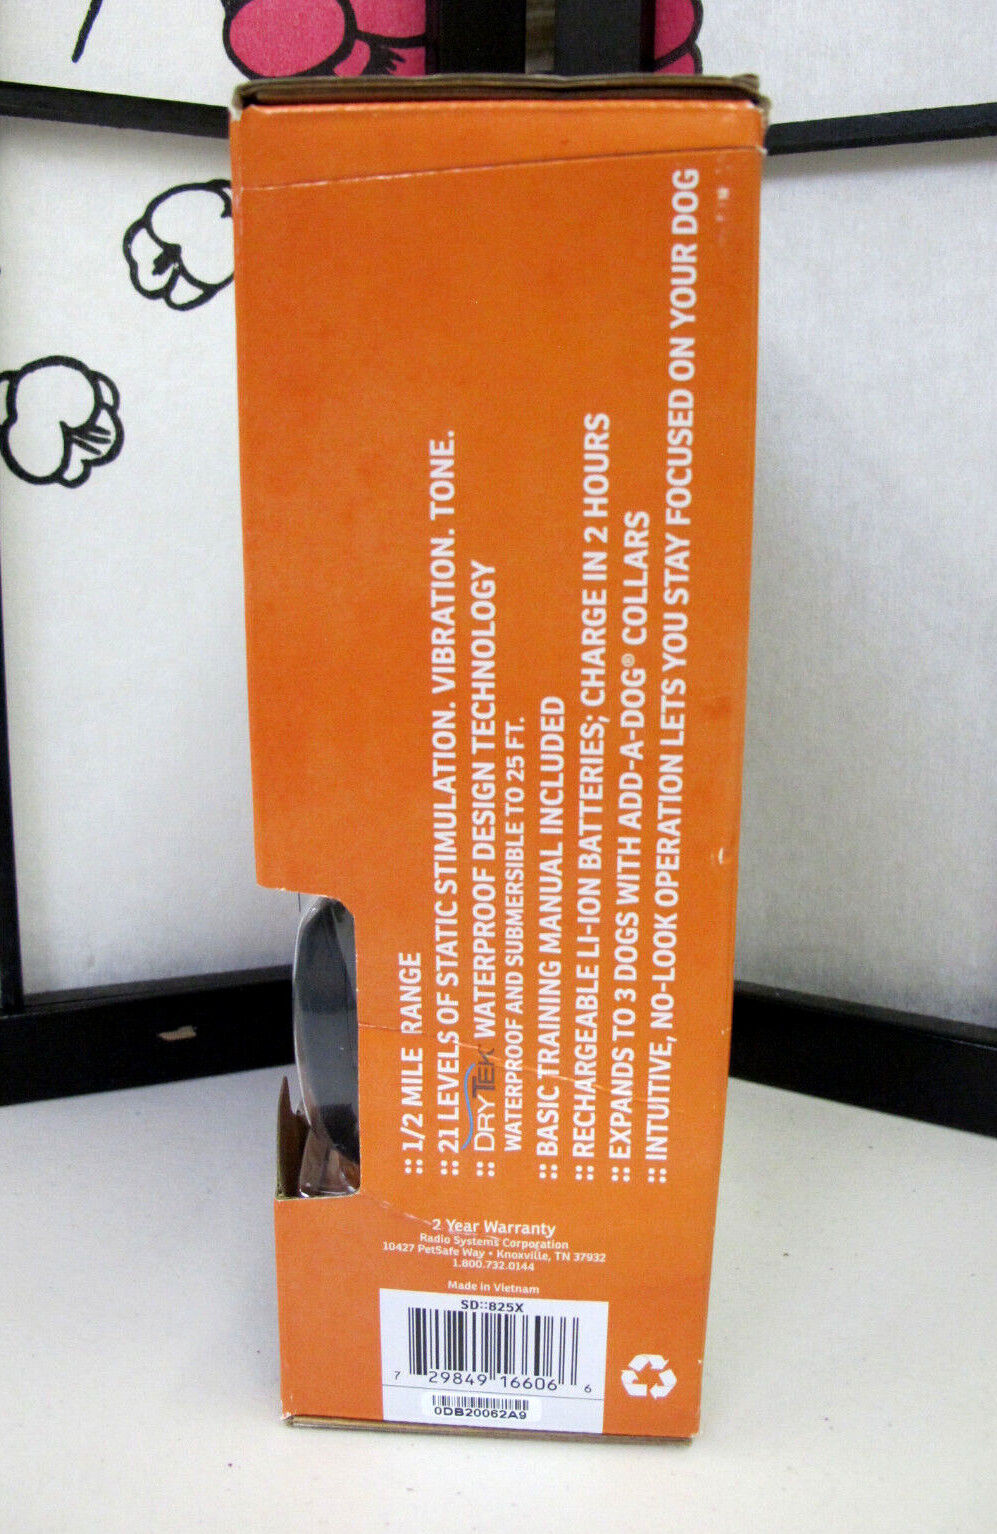 :: 1/2 MILE RANGE
:: 21 LEVELS OF STATIC STIMULATION. VIBRATION. TONE.
:: DRYTEK™ WATERPROOF DESIGN TECHNOLOGY
WATERPROOF AND SUBMERSIBLE TO 25 FT.
:: BASIC TRAINING MANUAL INCLUDED
:: RECHARGEABLE LI-ION BATTERIES; CHARGE IN 2 HOURS
:: EXPANDS TO 3 DOGS WITH ADD-A-DOG® COLLARS
:: INTUITIVE, NO-LOOK OPERATION LETS YOU STAY FOCUSED ON YOUR DOG
2 Year Warranty
Radio Systems Corporation
10427 PetSafe Way • Knoxville, TN 37932
1.800.732.0144
Made in Vietnam
SD::825X
7 29849 16606 6
0DB20062A9